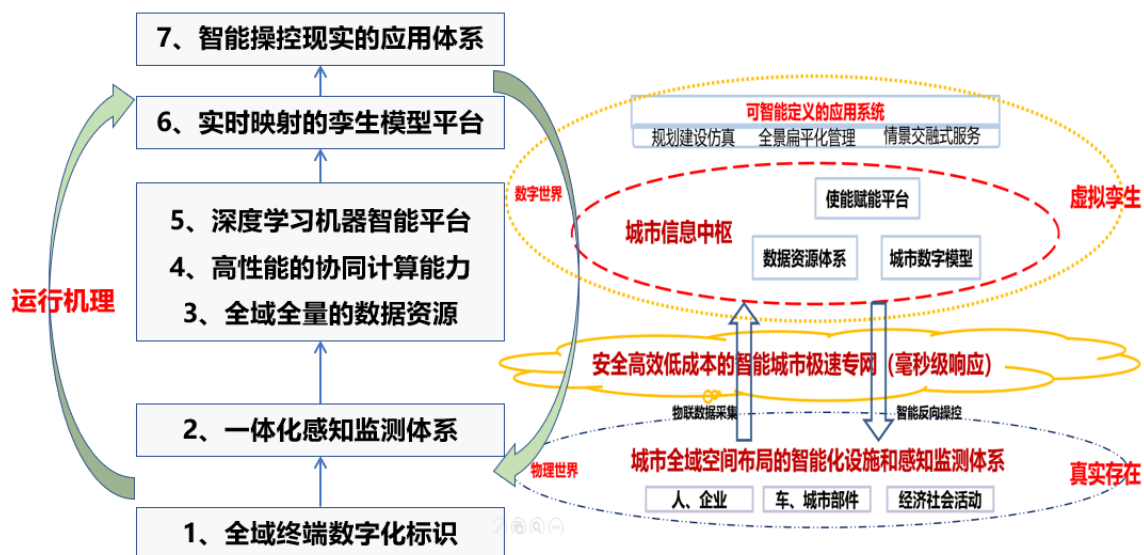 7、智能操控现实的应用体系
6、实时映射的孪生模型平台
5、深度学习机器智能平台
4、高性能的协同计算能力
3、全域全量的数据资源
运行机理
2、一体化感知监测体系
1、全域终端数字化标识
可智能定义的应用系统
规划建设仿真 全景扁平化管理 情景交融式服务
数字世界
虚拟孪生
使能赋能平台
城市信息中枢
数据资源体系
城市数字模型
安全高效低成本的智能城市极速专网（毫秒级响应）
物联数据采集
智能反向操控
物理世界
城市全域空间布局的智能化设施和感知监测体系
真实存在
人、企业
车、城市部件
经济社会活动